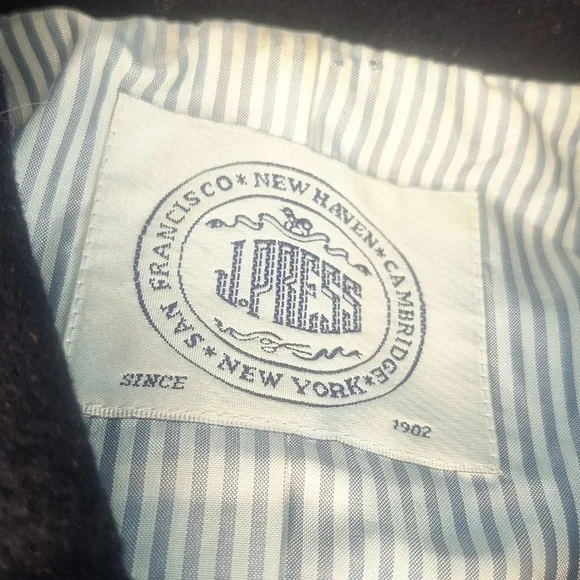 SAN FRANCISCO * NEW HAVEN * CAMBRIDGE * NEW YORK *
J.PRESS
SINCE 1902